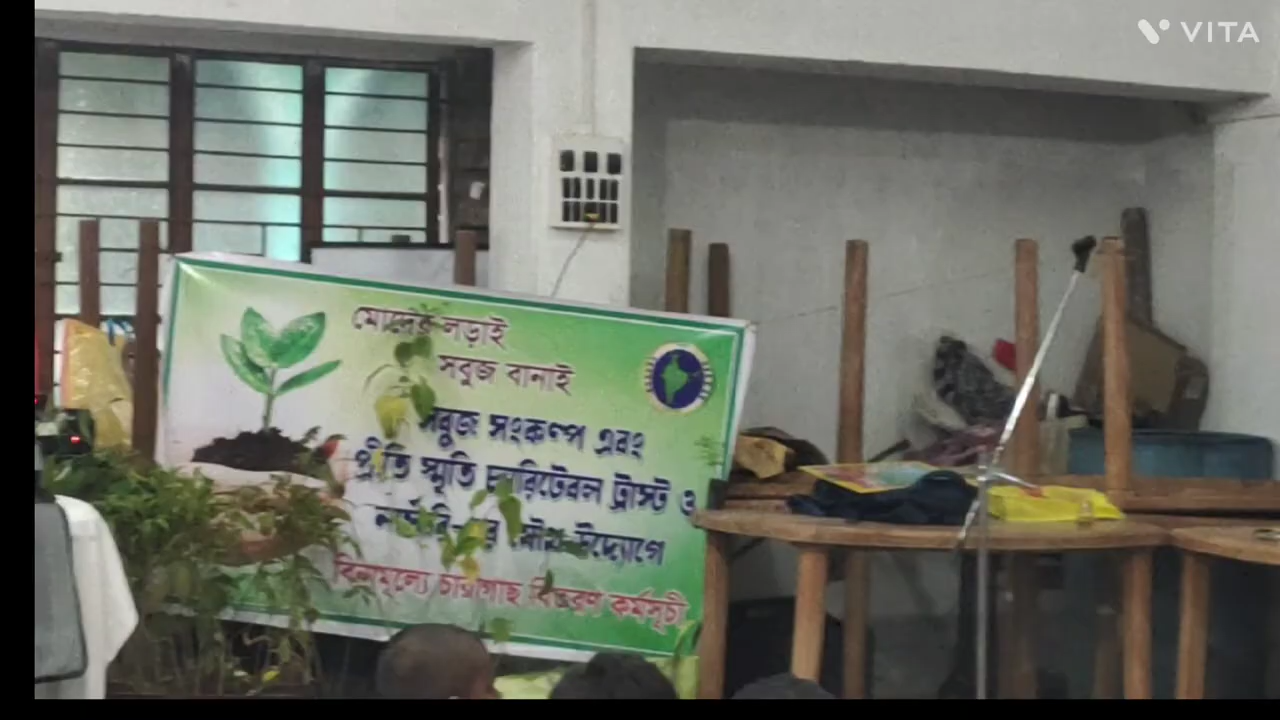 VITA
মোদের লড়াই
সবুজ বানাই
সবুজ সংকল্প এবং
প্রীতি স্মৃতি চ্যারিটেবল ট্রাস্ট ও
যৌথ উদ্যোগে
বিনামূল্যে চারাগাছ বিতরণ কর্মসূচী